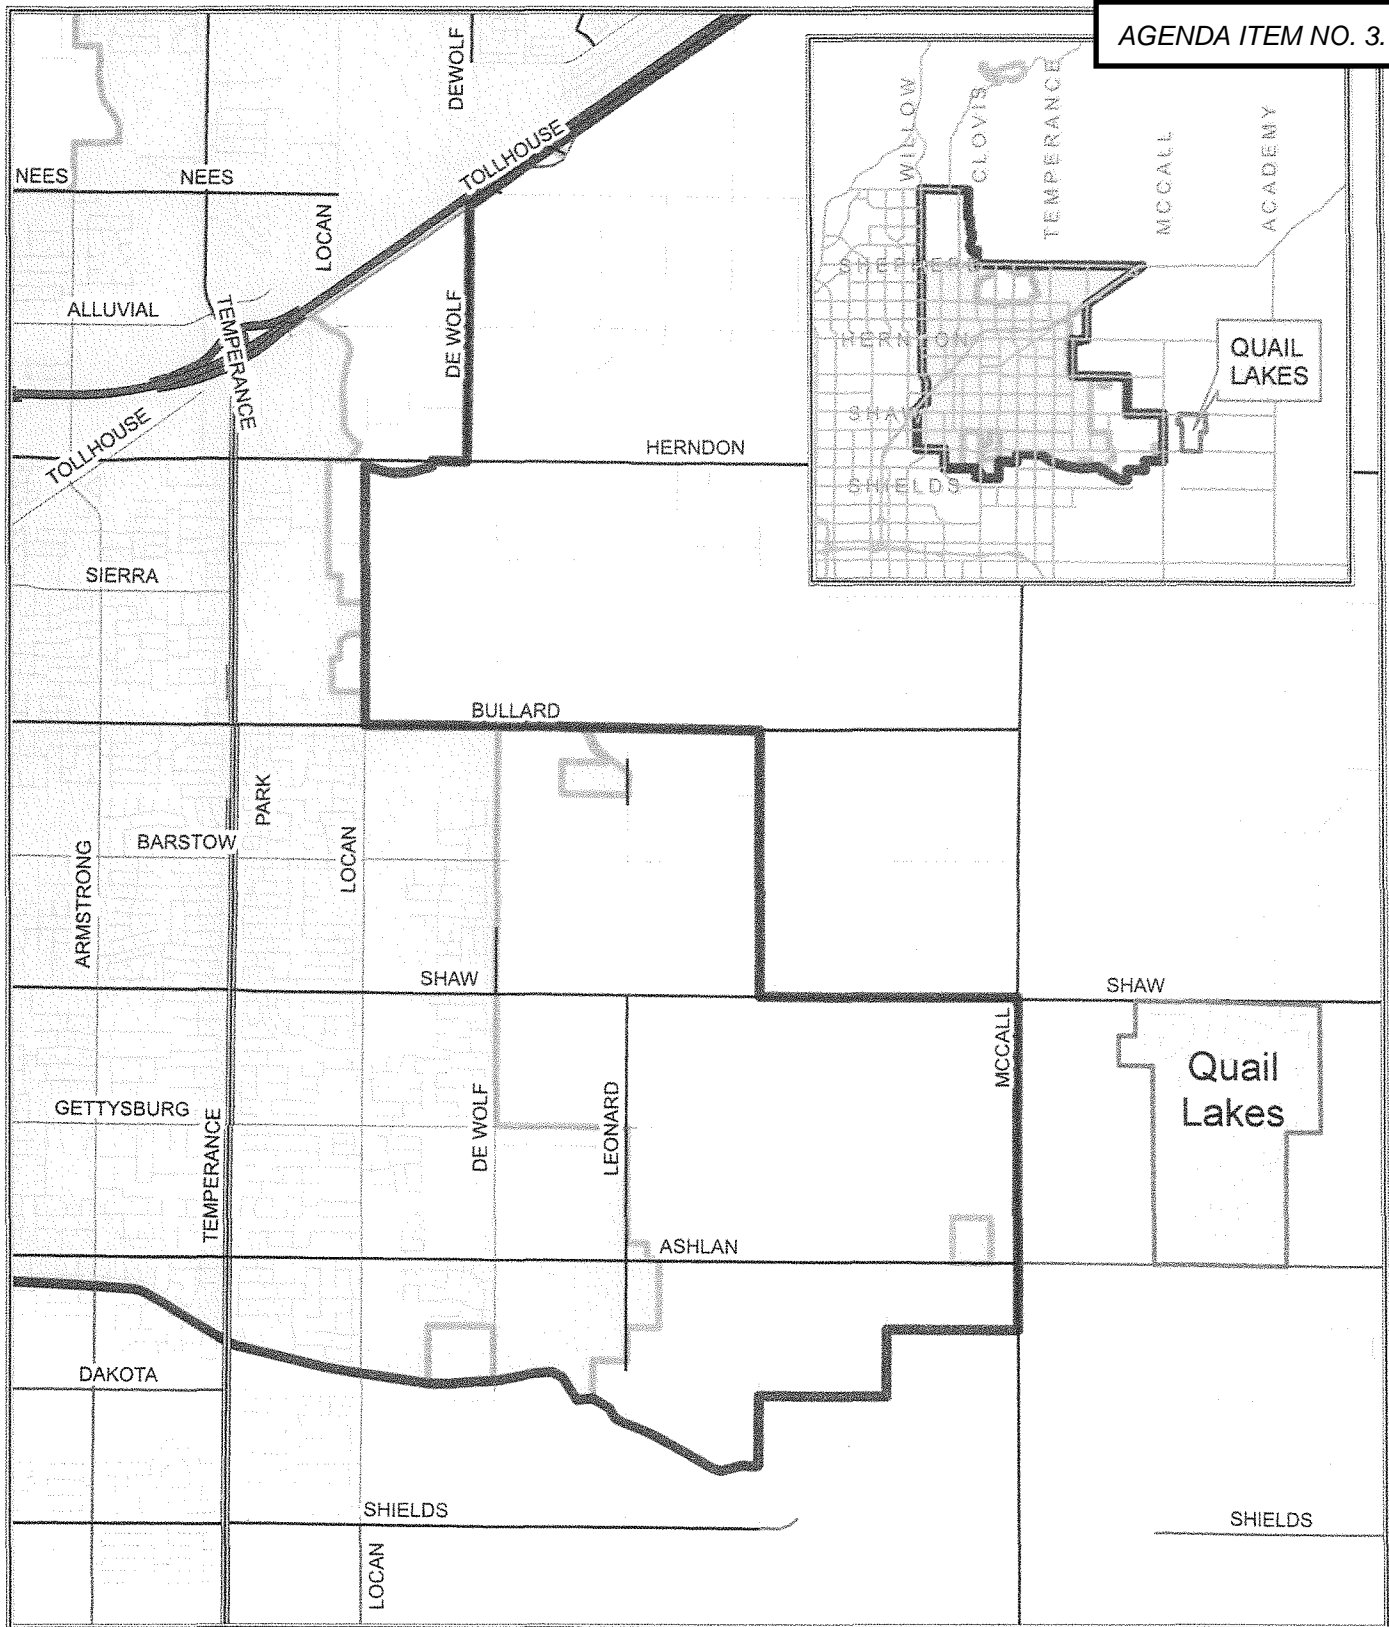 AGENDA ITEM NO. 3.
DEWOLF
TOLLHOUSE
WILLOW
CLOVIS
TEMPERANCE
MCCALL
ACADEMY
NEES
NEES
LOCAN
SHEPHERD
ALLUVIAL
TEMPERANCE
DE WOLF
HERNDON
QUAIL
LAKES
SHAW
TOLLHOUSE
HERNDON
SHIELDS
SIERRA
BULLARD
PARK
BARSTOW
LOCAN
ARMSTRONG
SHAW
SHAW
MCCALL
Quail
Lakes
GETTYSBURG
DE WOLF
LEONARD
TEMPERANCE
ASHLAN
DAKOTA
SHIELDS
SHIELDS
LOCAN